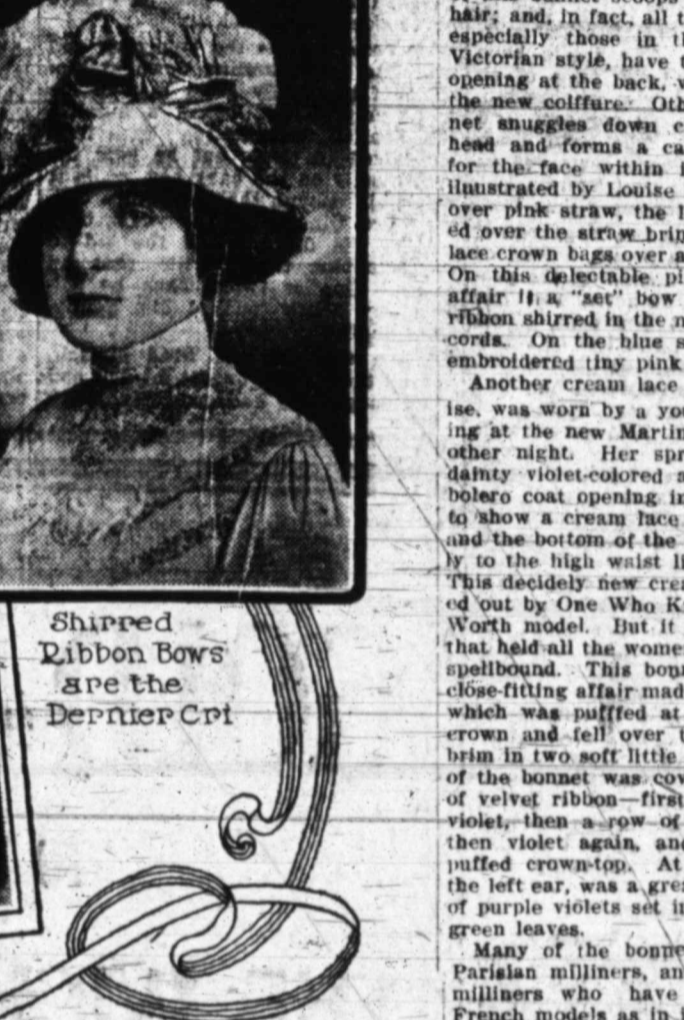 Shirred
Ribbon Bows
are the
Dernier Cri
hair; and, in fact, all
especially those in
Victorian style, have
opening at the back,
the new coiffure. Oth
net snuggles down c
head and forms a ca
for the face within
illustrated by Louise
over pink straw, the l
ed over the straw brim
lace crown bags over a
On this delectable pi
affair is a "set" bow
ribbon shirred in the n
cords. On the blue s
embroidered tiny pink
Another cream lace
ise, was worn by a you
ing at the new Martin
other night. Her spr
dainty violet-colored a
bolero coat opening in
to show a cream lace
and the bottom of the
ly to the high waist li
This decidely new crea
ed out by One Who K
Worth model. But it
that held all the women
spellbound. This bonn
close-fitting affair mad
which was pufffed at
crown and fell over t
brim in two soft little
of the bonnet was cov
of velvet ribbon—first
violet, then a row of
then violet again, and
puffed crown-top. At
the left ear, was a grea
of purple violets set in
green leaves.
Many of the bonne
Parisian milliners, an
milliners who have
French models as in